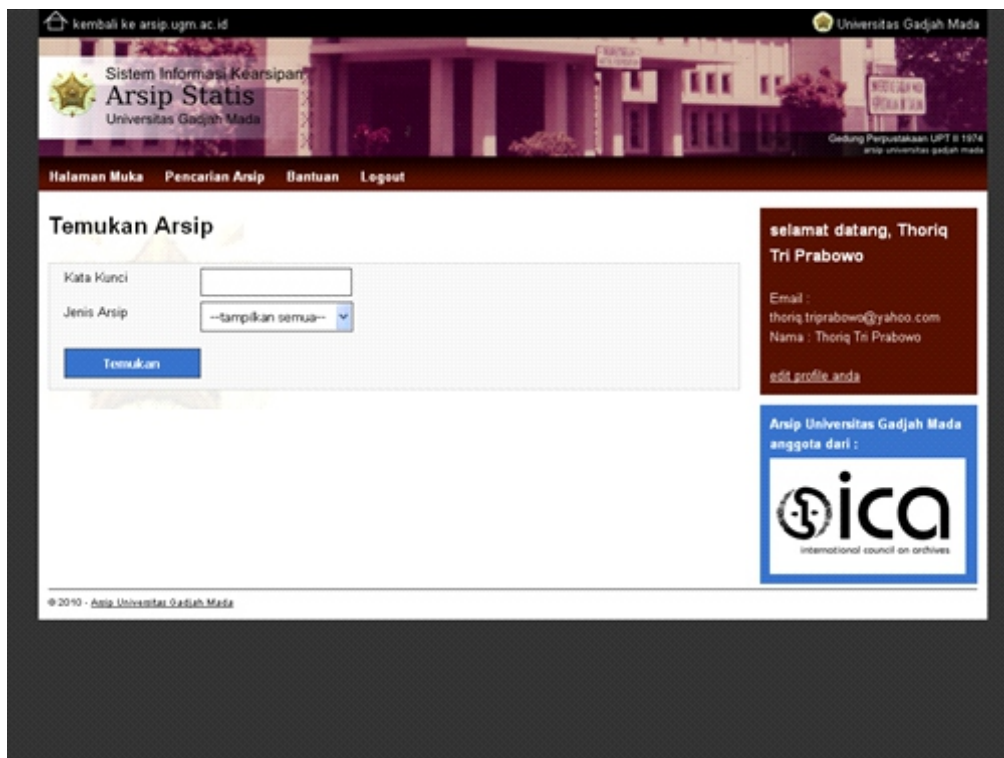 kembali ke arsip.ugm.ac.id
Universitas Gadjah Mada
Sistem Informasi Kearsipan
Arsip Statis
Universitas Gadjah Mada
Gedung Perpustakaan UPT II 1974
arsip universitas gadjah mada
Halaman Muka Pencarian Arsip Bantuan Logout
Temukan Arsip
Kata Kunci
Jenis Arsip --tampilkan semua--
Temukan
selamat datang, Thoriq
Tri Prabowo
Email :
thoriq.triprabowo@yahoo.com
Nama : Thoriq Tri Prabowo
edit profile anda
Arsip Universitas Gadjah Mada
anggota dari :
ica
international council on archives
© 2010 - Arsip Universitas Gadjah Mada